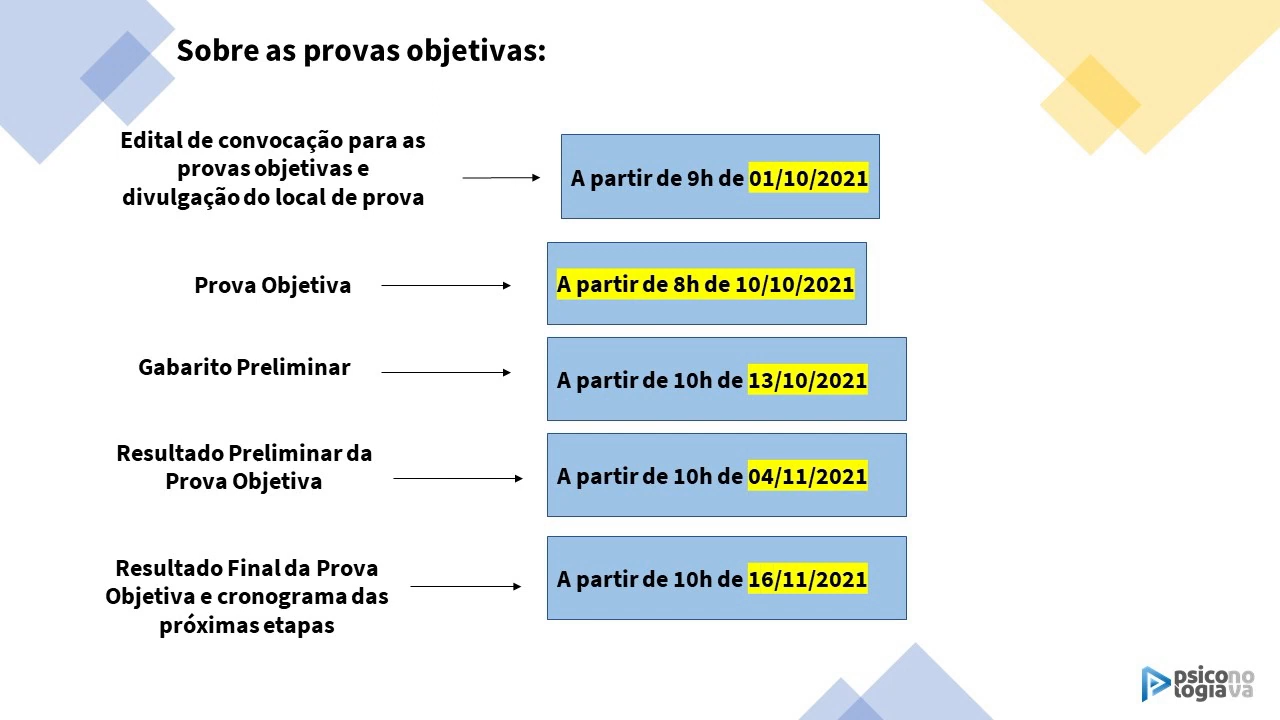 Sobre as provas objetivas:
Edital de convocação para as
provas objetivas e
divulgação do local de prova
A partir de 9h de 01/10/2021
Prova Objetiva
A partir de 8h de 10/10/2021
Gabarito Preliminar
A partir de 10h de 13/10/2021
Resultado Preliminar da
Prova Objetiva
A partir de 10h de 04/11/2021
Resultado Final da Prova
Objetiva e cronograma das
próximas etapas
A partir de 10h de 16/11/2021
psicono
logiava